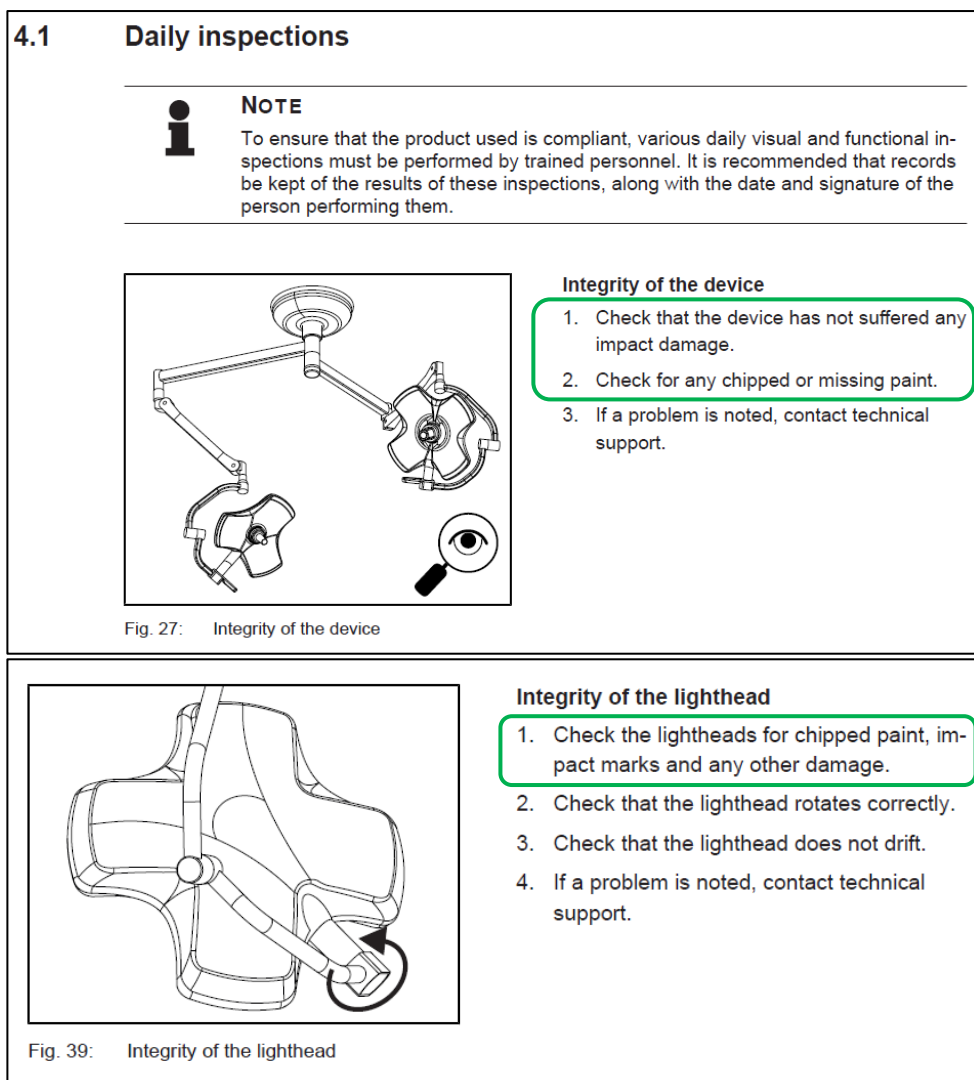 4.1 Daily inspections
NOTE
To ensure that the product used is compliant, various daily visual and functional in-
spections must be performed by trained personnel. It is recommended that records
be kept of the results of these inspections, along with the date and signature of the
person performing them.
Integrity of the device
1. Check that the device has not suffered any
impact damage.
2. Check for any chipped or missing paint.
3. If a problem is noted, contact technical
support.
Fig. 27: Integrity of the device
Integrity of the lighthead
1. Check the lightheads for chipped paint, im-
pact marks and any other damage.
2. Check that the lighthead rotates correctly.
3. Check that the lighthead does not drift.
4. If a problem is noted, contact technical
support.
Fig. 39: Integrity of the lighthead